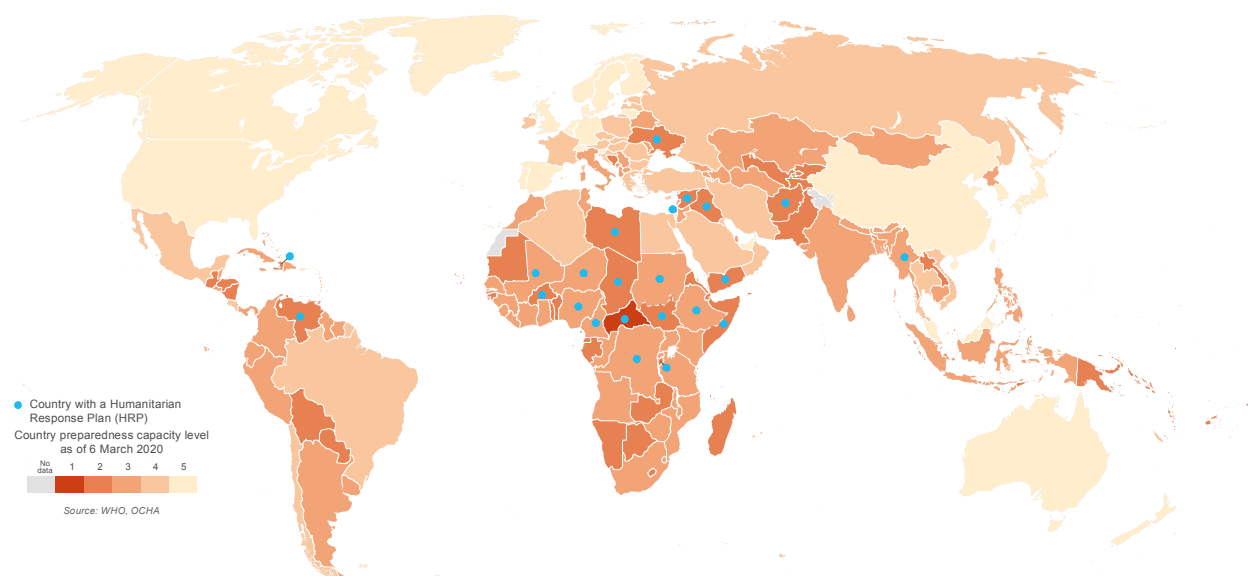 Country with a Humanitarian
Response Plan (HRP)
Country preparedness capacity level
as of 6 March 2020
No
data
1 2 3 4 5
Source: WHO, OCHA